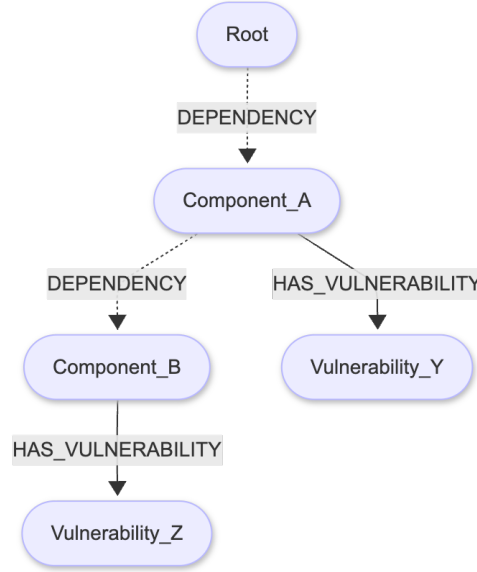 Root
DEPENDENCY
Component_A
DEPENDENCY
HAS_VULNERABILITY
Component_B
Vulnerability_Y
HAS_VULNERABILITY
Vulnerability_Z